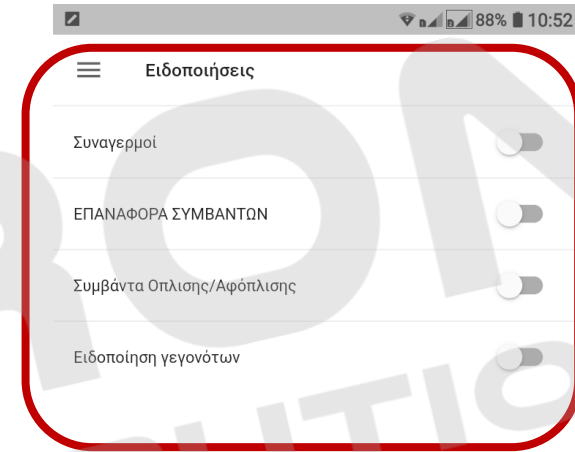 88% 10:52
Ειδοποιήσεις
Συναγερμοί
ΕΠΑΝΑΦΟΡΑ ΣΥΜΒΑΝΤΩΝ
Συμβάντα Οπλισης/Αφόπλισης
Ειδοποίηση γεγονότων